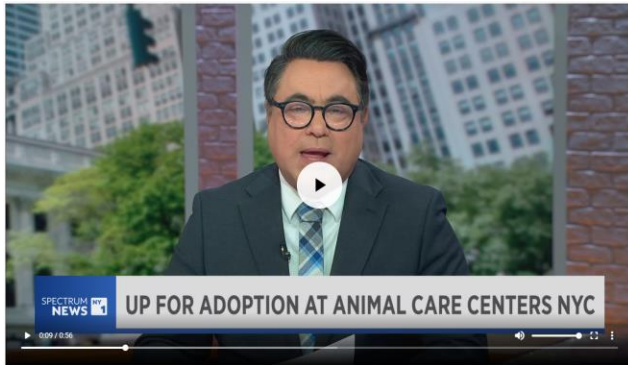 SPECTRUM
NEWS NY 1
UP FOR ADOPTION AT ANIMAL CARE CENTERS NYC
0:09 / 0:56